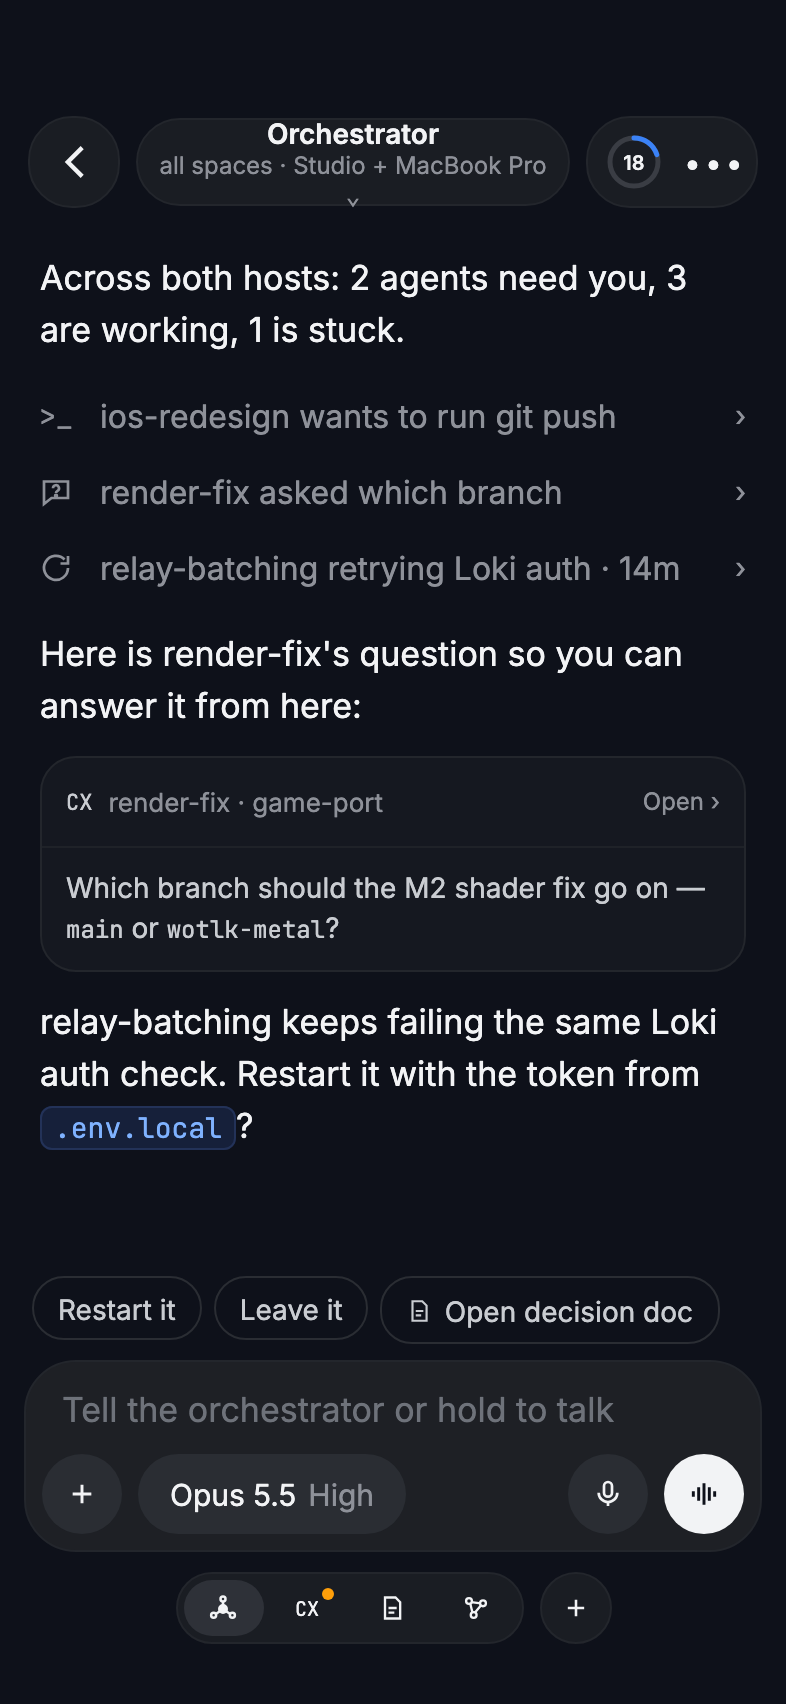 Orchestrator
all spaces · Studio + MacBook Pro
18
Across both hosts: 2 agents need you, 3
are working, 1 is stuck.
>_ ios-redesign wants to run git push ›
render-fix asked which branch ›
relay-batching retrying Loki auth · 14m ›
Here is render-fix's question so you can
answer it from here:
CX render-fix · game-port Open ›
Which branch should the M2 shader fix go on —
main or wotlk-metal?
relay-batching keeps failing the same Loki
auth check. Restart it with the token from
.env.local?
Restart it Leave it Open decision doc
Tell the orchestrator or hold to talk
+ Opus 5.5 High
CX +